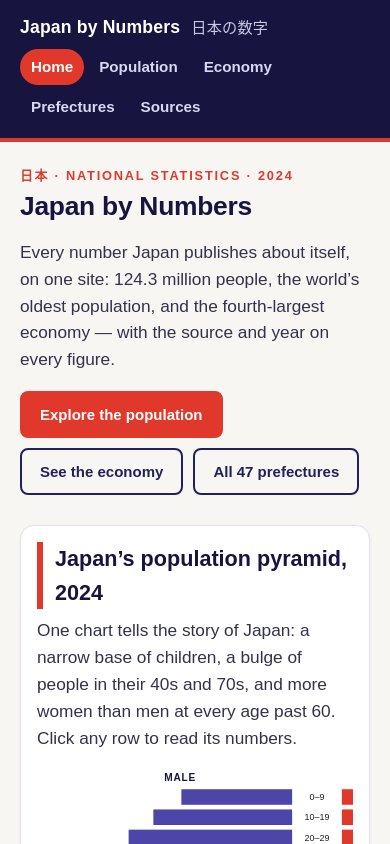 Japan by Numbers 日本の数字
Home Population Economy
Prefectures Sources
日本 · NATIONAL STATISTICS · 2024
Japan by Numbers
Every number Japan publishes about itself,
on one site: 124.3 million people, the world’s
oldest population, and the fourth-largest
economy — with the source and year on
every figure.
Explore the population
See the economy All 47 prefectures
Japan’s population pyramid,
2024
One chart tells the story of Japan: a
narrow base of children, a bulge of
people in their 40s and 70s, and more
women than men at every age past 60.
Click any row to read its numbers.
MALE
0–9
10–19
20–29